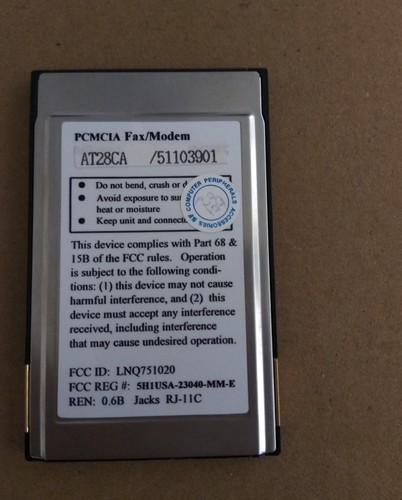 PCMCIA Fax/Modem
AT28CA /51103901
Do not bend, crush or
Avoid exposure to
heat or moisture
Keep unit and
COMPUTER PERIPHERALS ACCESSORIES
This device complies with Part 68 &
15B of the FCC rules. Operation
is subject to the following condi-
tions: (1) this device may not cause
harmful interference, and (2) this
device must accept any interference
received, including interference
that may cause undesired operation.
FCC ID: LNQ751020
FCC REG #: 5H1USA-23040-MM-E
REN: 0.6B Jacks RJ-11C